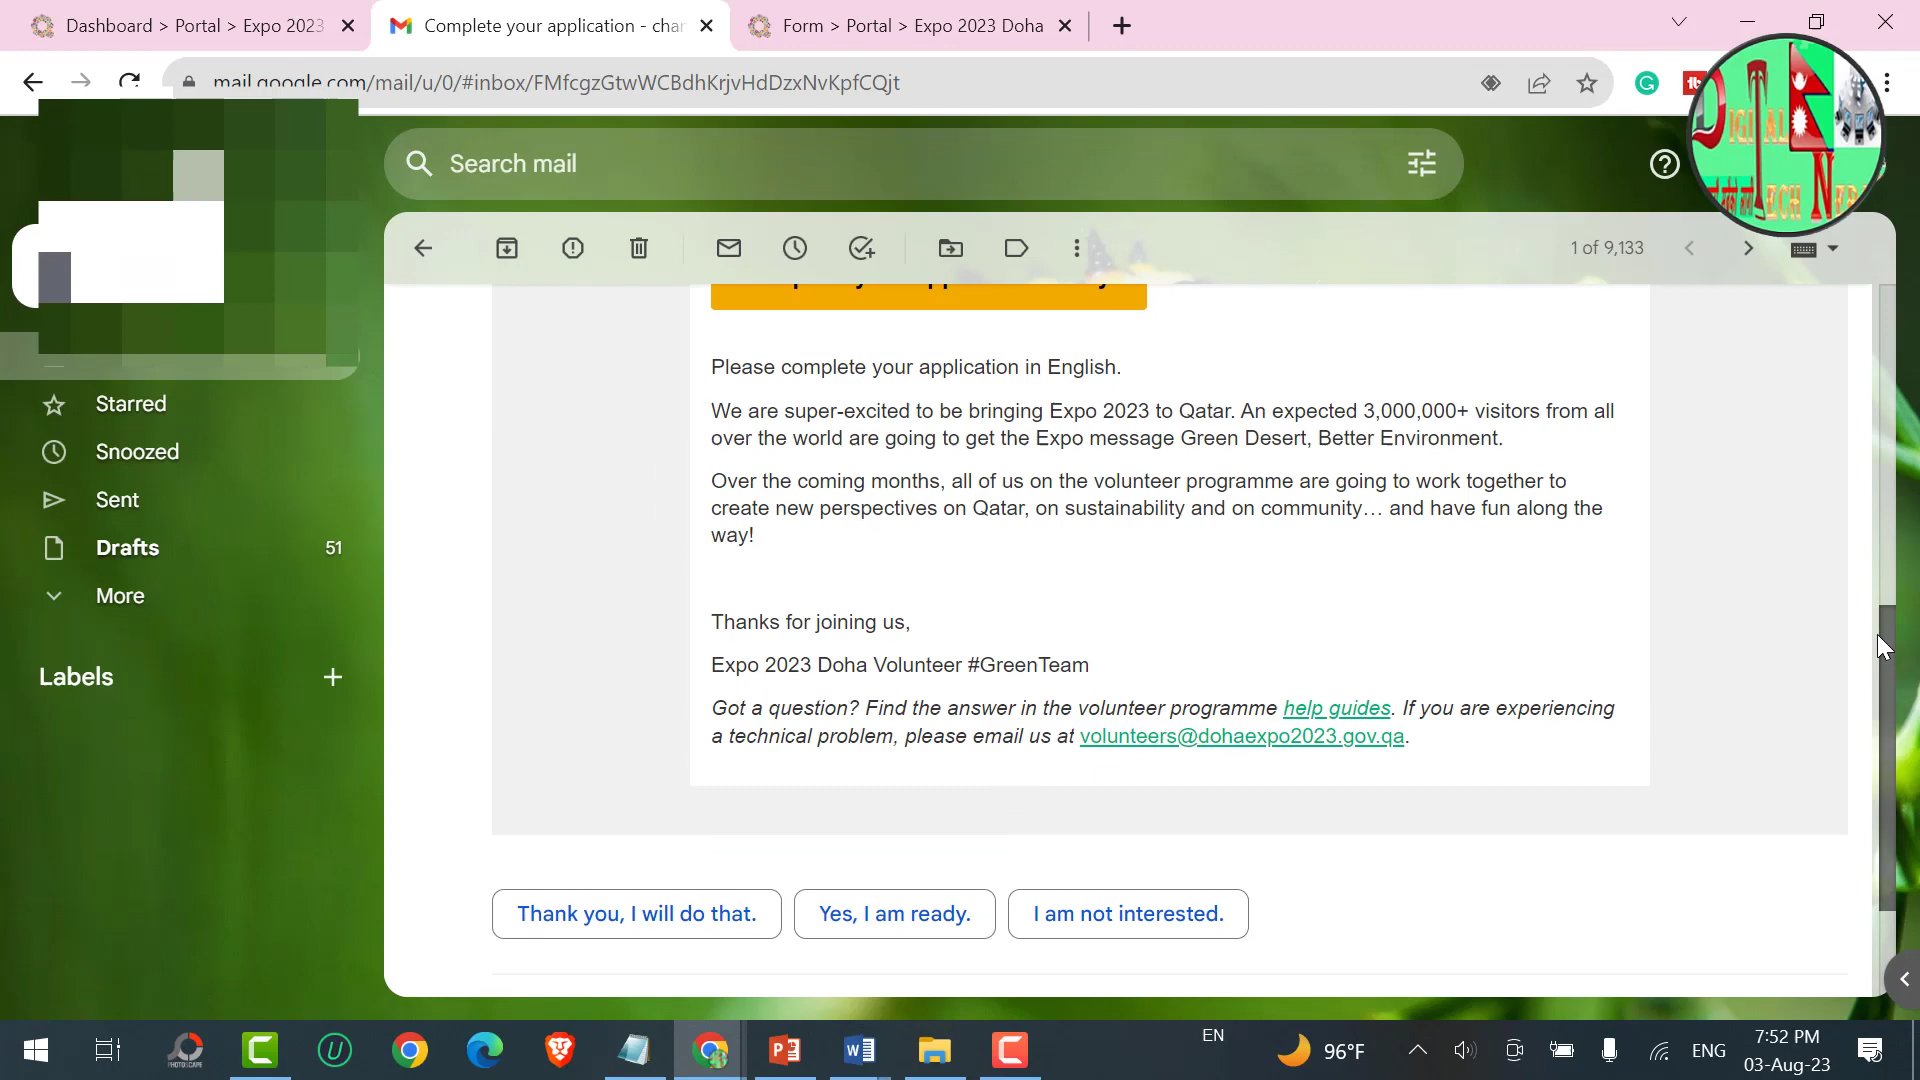 Dashboard > Portal > Expo 2023
Complete your application - char
Form > Portal > Expo 2023 Doha
mail.google.com/mail/u/0/#inbox/FMfcgzGtwWCBdhKrjvHdDzxNvKpfCQjt
Search mail
1 of 9,133
Starred
Snoozed
Sent
Drafts 51
More
Labels
Please complete your application in English.
We are super-excited to be bringing Expo 2023 to Qatar. An expected 3,000,000+ visitors from all
over the world are going to get the Expo message Green Desert, Better Environment.
Over the coming months, all of us on the volunteer programme are going to work together to
create new perspectives on Qatar, on sustainability and on community… and have fun along the
way!
Thanks for joining us,
Expo 2023 Doha Volunteer #GreenTeam
Got a question? Find the answer in the volunteer programme help guides. If you are experiencing
a technical problem, please email us at volunteers@dohaexpo2023.gov.qa.
Thank you, I will do that.
Yes, I am ready.
I am not interested.
DIGITAL
TECH
PHOTOSCAPE
EN
96°F
ENG
7:52 PM
03-Aug-23